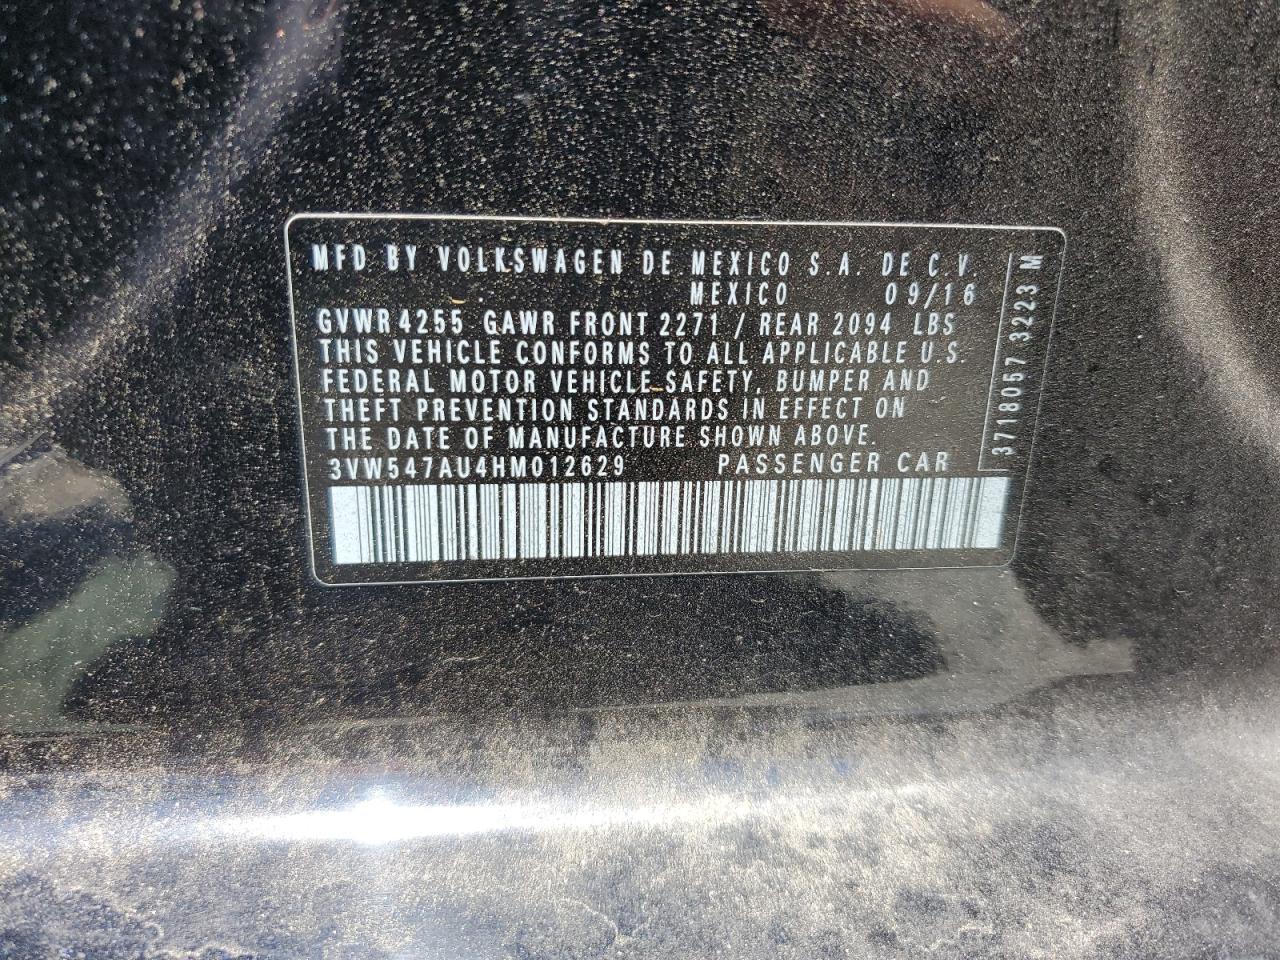 MFD BY VOLKSWAGEN DE MEXICO S.A. DE C.V.
MEXICO 09/16
GVWR 4255 GAWR FRONT 2271 / REAR 2094 LBS
THIS VEHICLE CONFORMS TO ALL APPLICABLE U.S.
FEDERAL MOTOR VEHICLE SAFETY, BUMPER AND
THEFT PREVENTION STANDARDS IN EFFECT ON
THE DATE OF MANUFACTURE SHOWN ABOVE.
3VW547AU4HM012629 PASSENGER CAR
3718057 3223 M